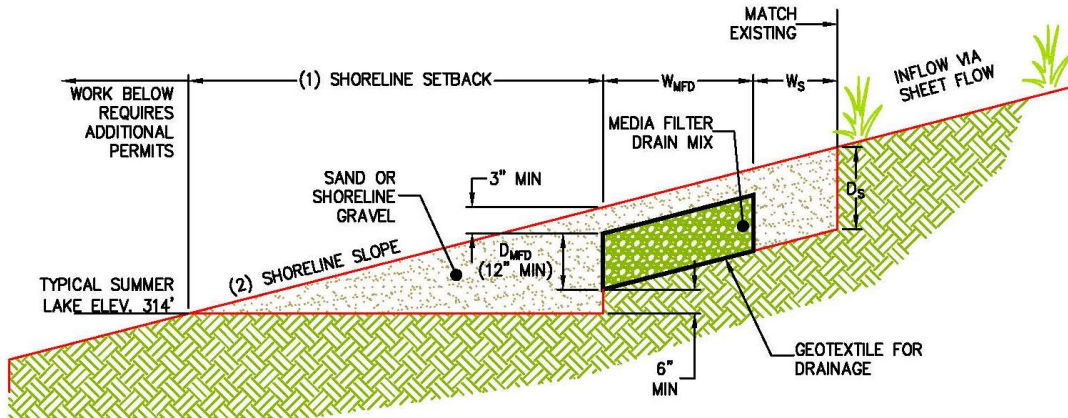 MATCH
EXISTING
(1) SHORELINE SETBACK
W_MFD
W_S
INFLOW VIA
SHEET FLOW
WORK BELOW
REQUIRES
ADDITIONAL
PERMITS
MEDIA FILTER
DRAIN MIX
3" MIN
SAND OR
SHORELINE
GRAVEL
D_S
(2) SHORELINE SLOPE
D_MFD
(12" MIN)
TYPICAL SUMMER
LAKE ELEV. 314'
6"
MIN
GEOTEXTILE FOR
DRAINAGE